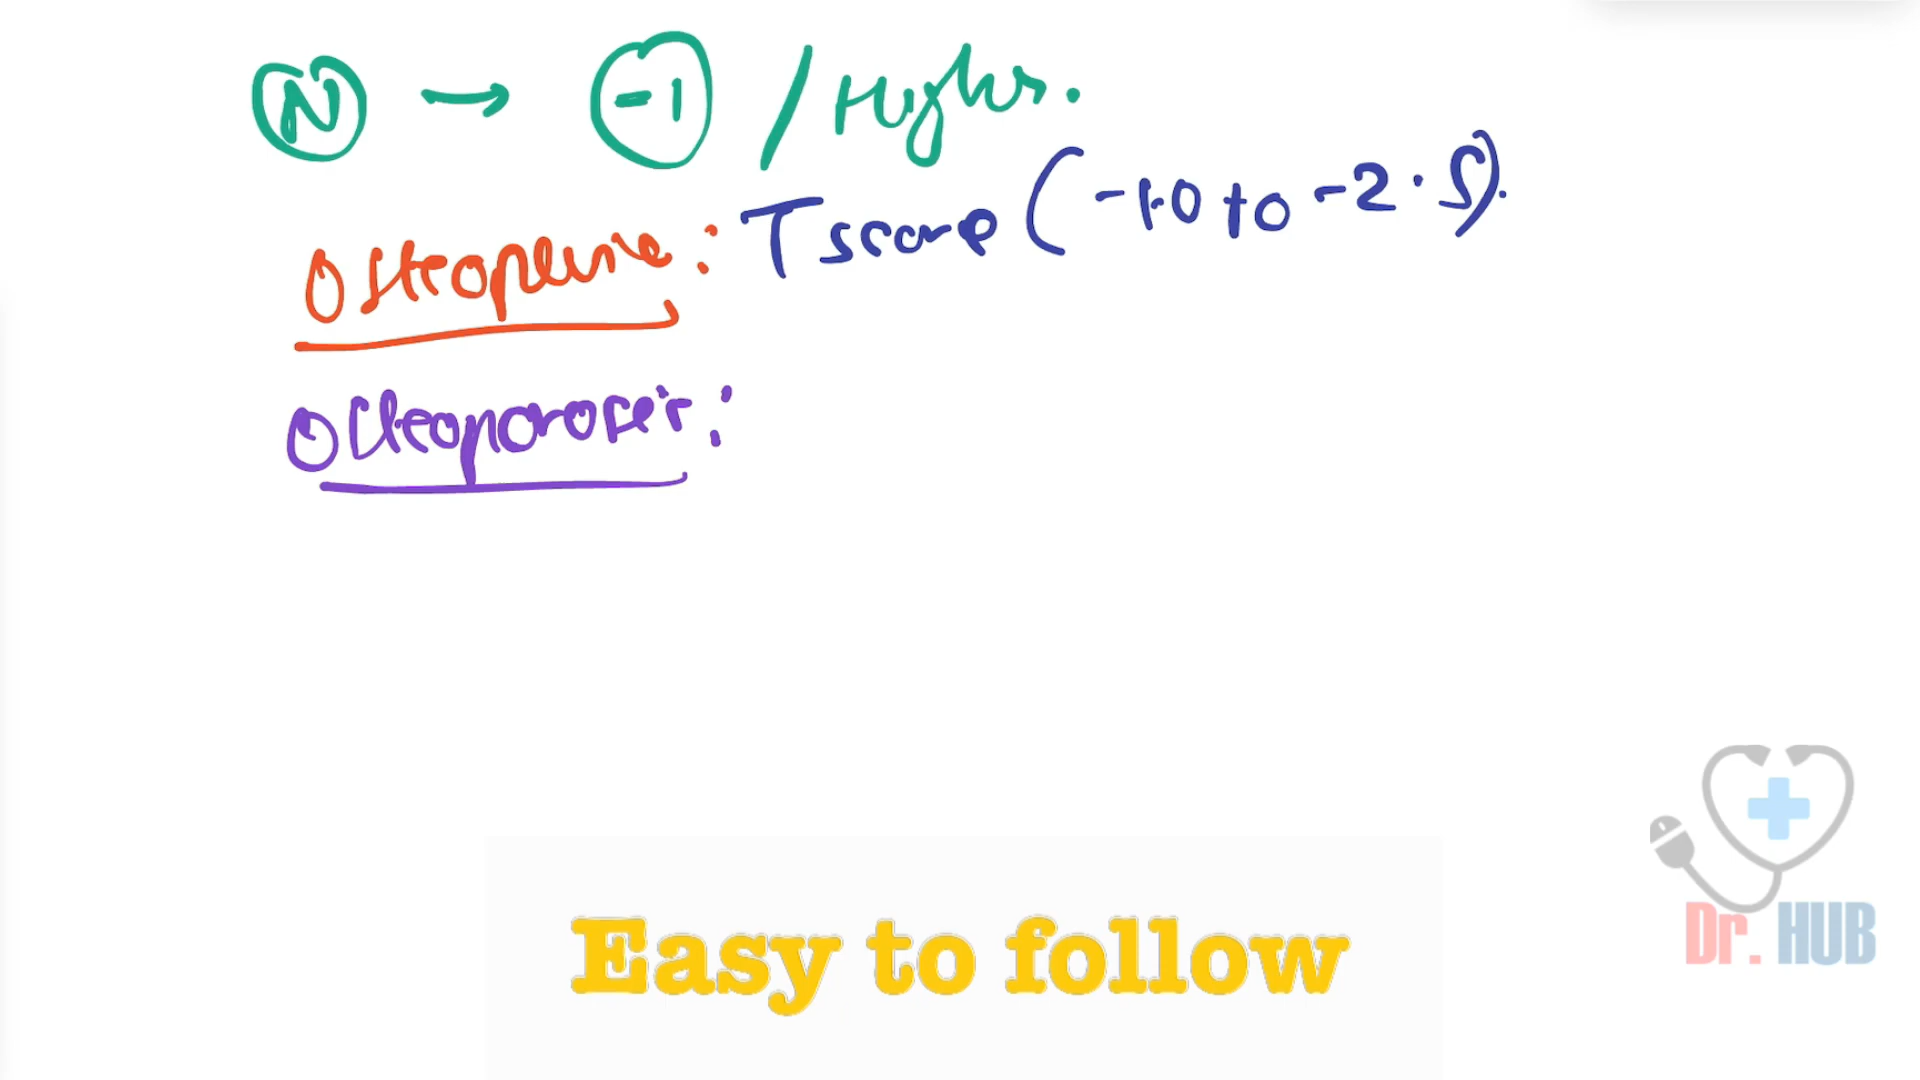 N → -1 / Higher.
Osteopenia: T score (-1.0 to -2.5).
Osteoporosis:
Easy to follow
Dr. HUB